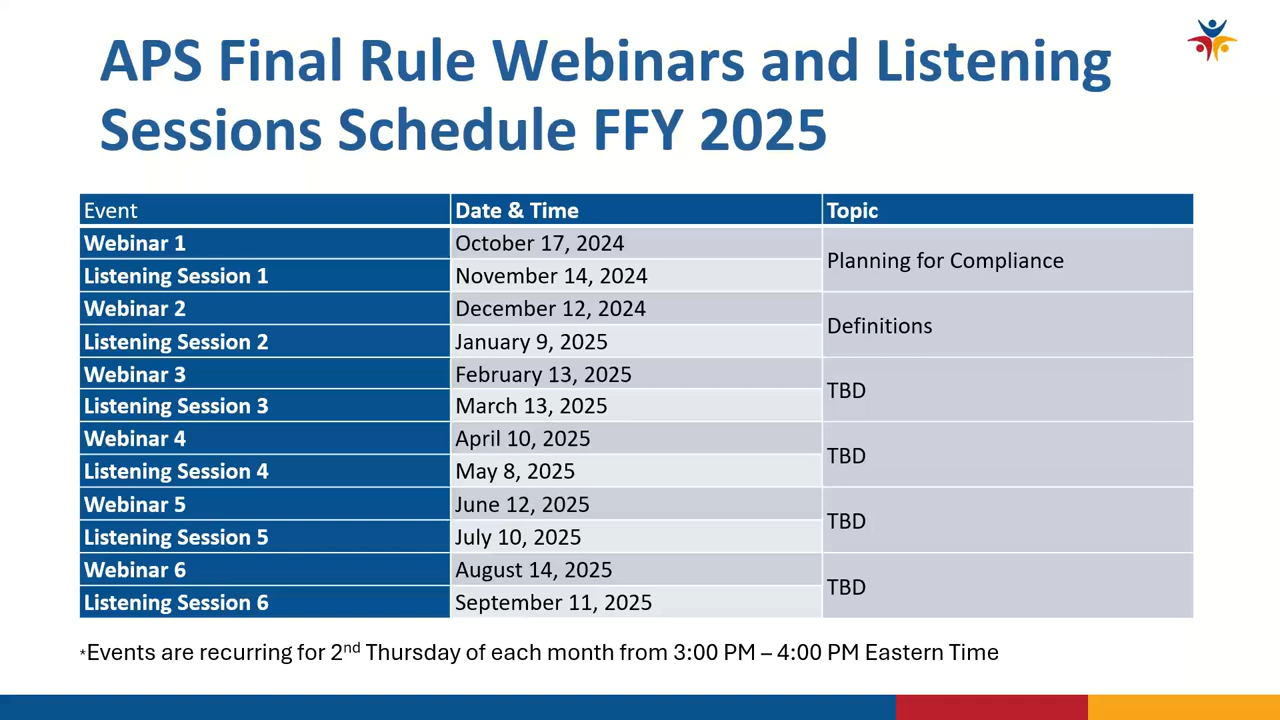 APS Final Rule Webinars and Listening
Sessions Schedule FFY 2025
Event Date & Time Topic
Webinar 1 October 17, 2024 Planning for Compliance
Listening Session 1 November 14, 2024
Webinar 2 December 12, 2024 Definitions
Listening Session 2 January 9, 2025
Webinar 3 February 13, 2025 TBD
Listening Session 3 March 13, 2025
Webinar 4 April 10, 2025 TBD
Listening Session 4 May 8, 2025
Webinar 5 June 12, 2025 TBD
Listening Session 5 July 10, 2025
Webinar 6 August 14, 2025 TBD
Listening Session 6 September 11, 2025
*Events are recurring for 2nd Thursday of each month from 3:00 PM – 4:00 PM Eastern Time